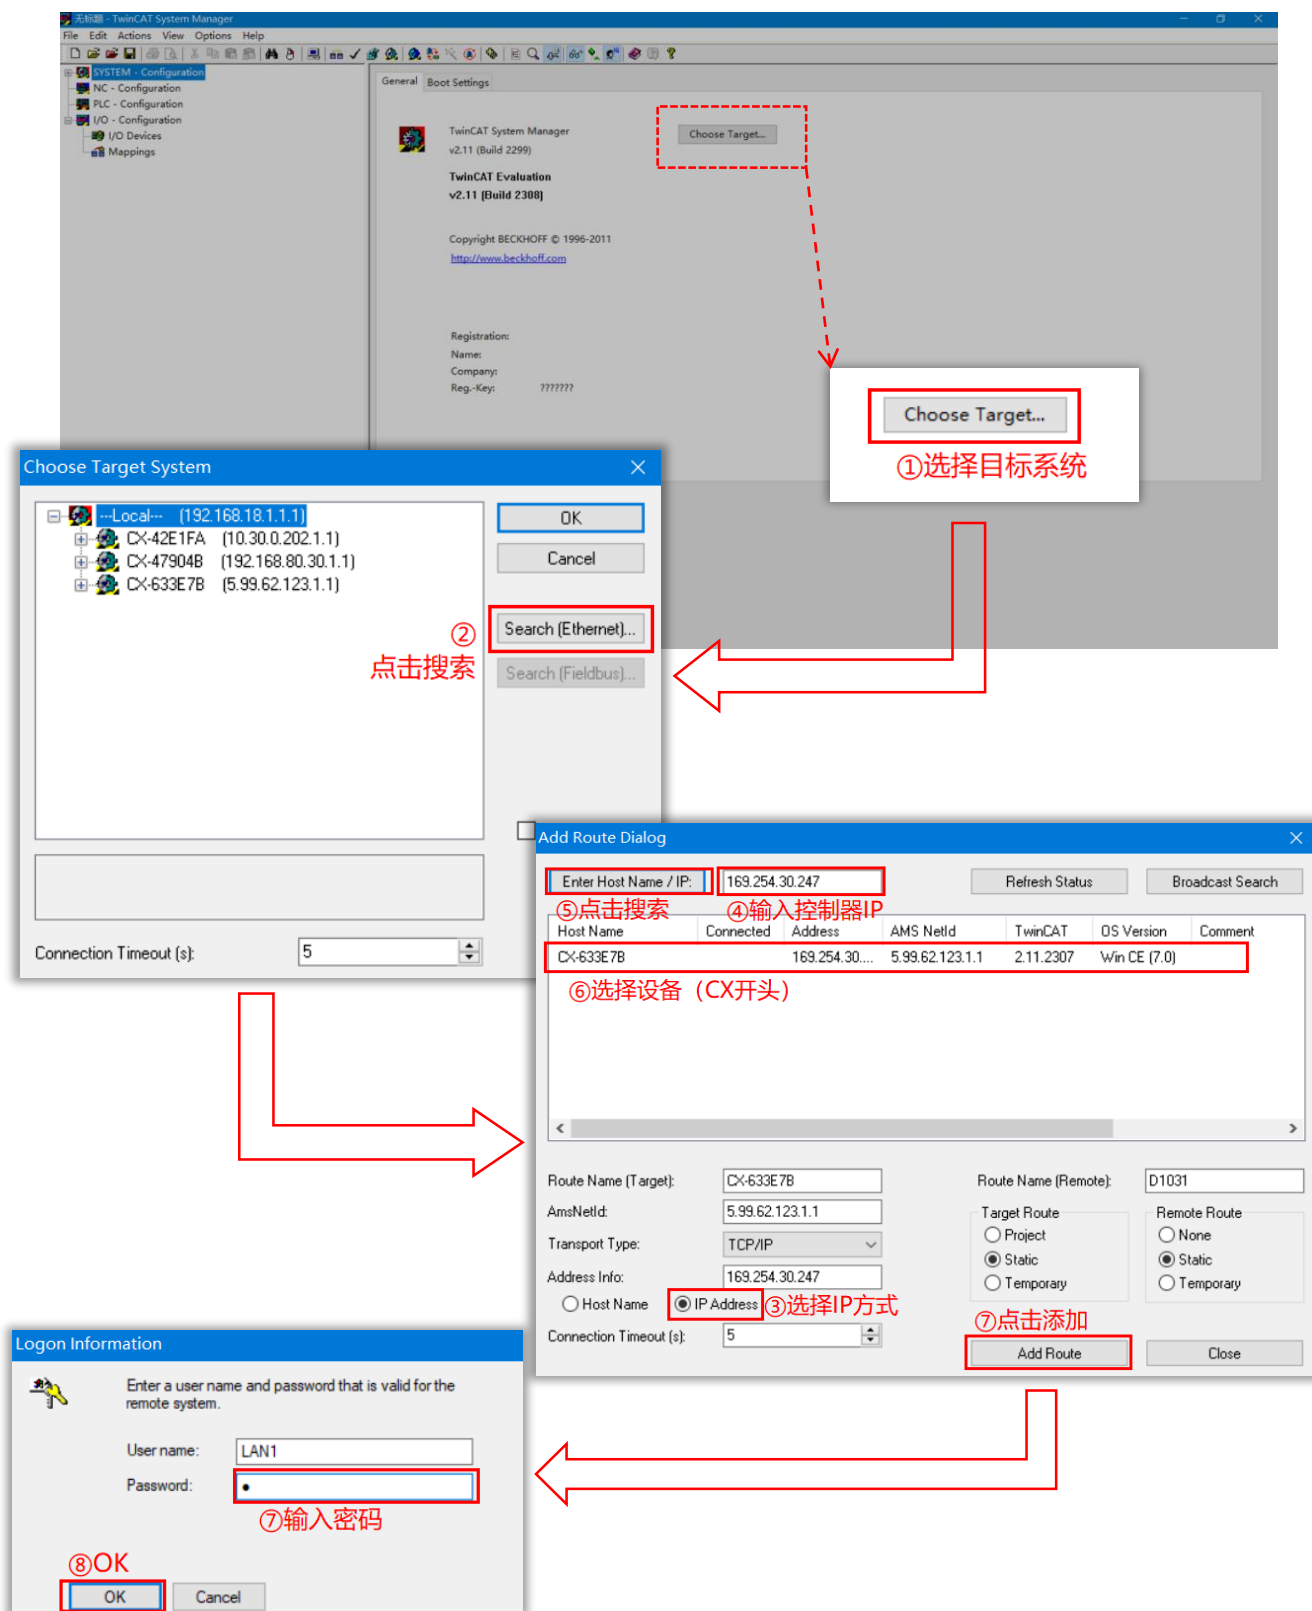 无标题 - TwinCAT System Manager
File Edit Actions View Options Help
SYSTEM - Configuration
NC - Configuration
PLC - Configuration
I/O - Configuration
I/O Devices
Mappings
General Boot Settings
TwinCAT System Manager
v2.11 (Build 2299)
Choose Target...
TwinCAT Evaluation
v2.11 (Build 2308)
Copyright BECKHOFF © 1996-2011
http://www.beckhoff.com
Registration:
Name:
Company:
Reg.-Key: ???????
Choose Target...
①选择目标系统
Choose Target System
---Local--- (192.168.18.1.1.1)
CX-42E1FA (10.30.0.202.1.1)
CX-47904B (192.168.80.30.1.1)
CX-633E7B (5.99.62.123.1.1)
OK
Cancel
Search (Ethernet)...
②
点击搜索
Search (Fieldbus)...
Connection Timeout (s): 5
Add Route Dialog
Enter Host Name / IP: 169.254.30.247 Refresh Status Broadcast Search
⑤点击搜索 ④输入控制器IP
Host Name Connected Address AMS NetId TwinCAT OS Version Comment
CX-633E7B 169.254.30.... 5.99.62.123.1.1 2.11.2307 Win CE (7.0)
⑥选择设备（CX开头）
Route Name (Target): CX-633E7B Route Name (Remote): D1031
AmsNetId: 5.99.62.123.1.1 Target Route Remote Route
Project None
Transport Type: TCP/IP Static Static
Address Info: 169.254.30.247 Temporary Temporary
Host Name IP Address ③选择IP方式
⑦点击添加
Connection Timeout (s): 5
Add Route Close
Logon Information
Enter a user name and password that is valid for the
remote system.
User name: LAN1
Password: ●
⑦输入密码
⑧OK
OK Cancel